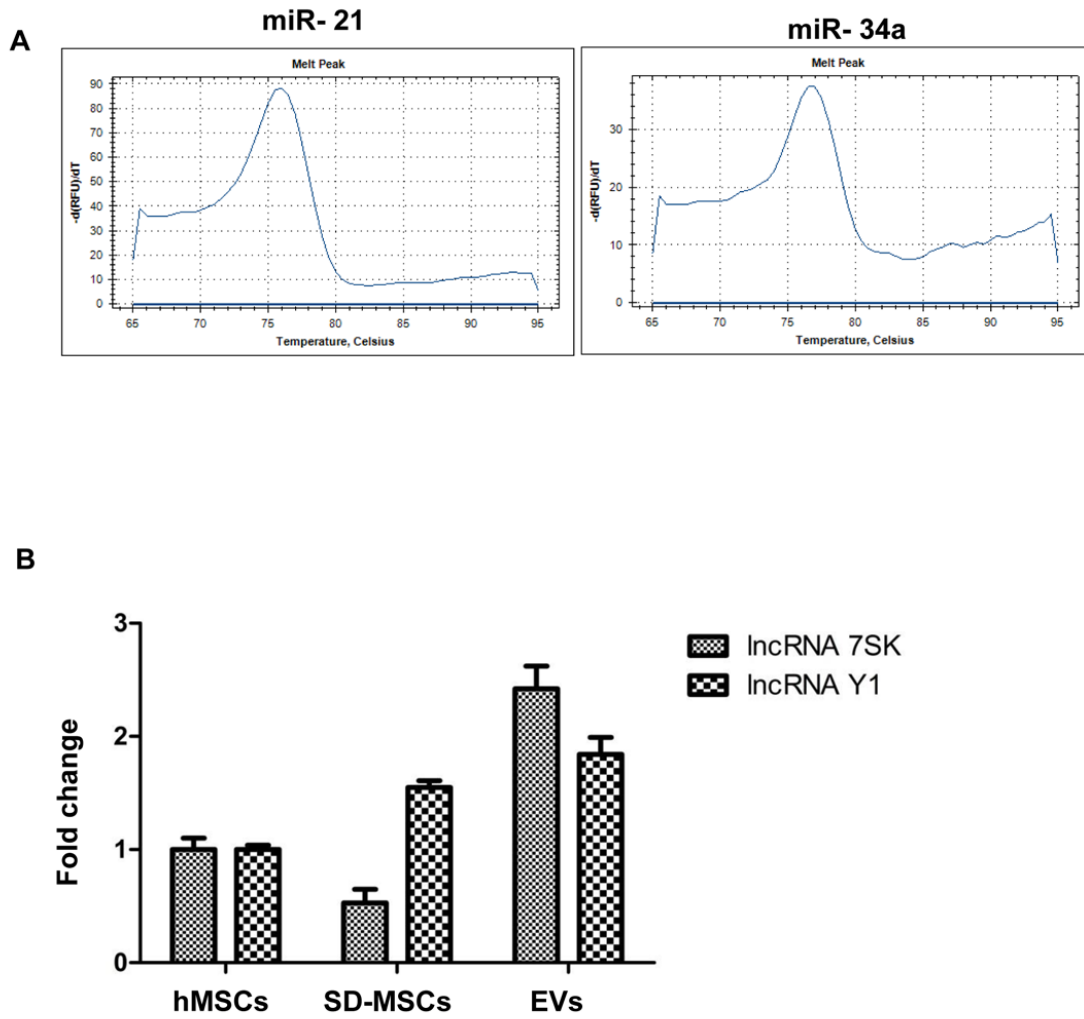 A
miR- 21
miR- 34a
Melt Peak
90
80
70
60
50
40
30
20
10
0
-d(RFU)/dT
65 70 75 80 85 90 95
Temperature, Celsius
Melt Peak
30
20
10
0
-d(RFU)/dT
65 70 75 80 85 90 95
Temperature, Celsius
B
3
2
1
0
Fold change
hMSCs SD-MSCs EVs
lncRNA 7SK
lncRNA Y1